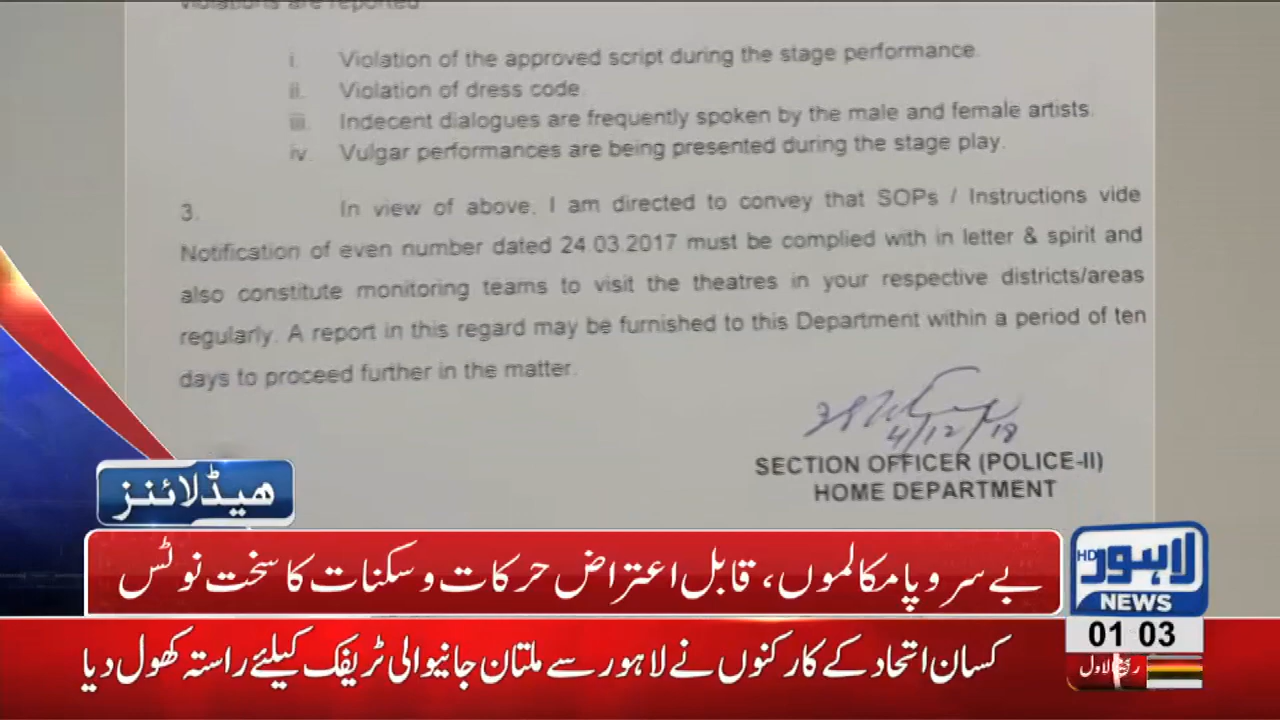 violations are reported
i. Violation of the approved script during the stage performance.
ii. Violation of dress code.
iii. Indecent dialogues are frequently spoken by the male and female artists.
iv. Vulgar performances are being presented during the stage play.
3. In view of above, I am directed to convey that SOPs / Instructions vide
Notification of even number dated 24.03.2017 must be complied with in letter & spirit and
also constitute monitoring teams to visit the theatres in your respective districts/areas
regularly. A report in this regard may be furnished to this Department within a period of ten
days to proceed further in the matter.
4/12/18
SECTION OFFICER (POLICE-II)
HOME DEPARTMENT
ھیڈلائنز
بے سروپا مکالموں، قابل اعتراض حرکات و سکنات کا سخت نوٹس
لاہور HD
NEWS
01 03
کسان اتحاد کے کارکنوں نے لاہور سے ملتان جانیوالی ٹریفک کیلئے راستہ کھول دیا